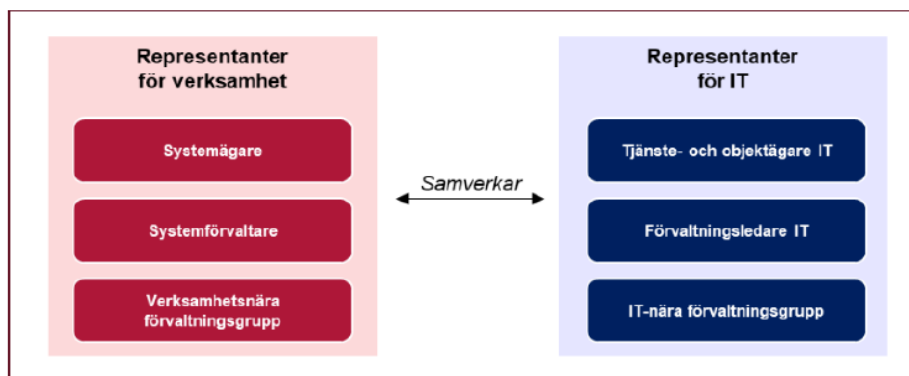 Representanter
för verksamhet
Systemägare
Systemförvaltare
Verksamhetsnära
förvaltningsgrupp
Samverkar
Representanter
för IT
Tjänste- och objektägare IT
Förvaltningsledare IT
IT-nära förvaltningsgrupp